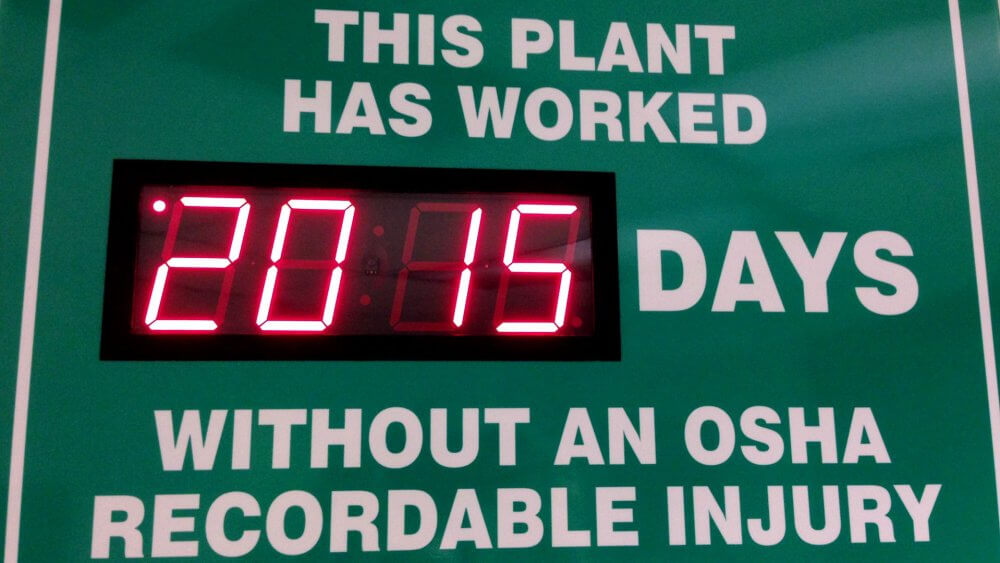 THIS PLANT
HAS WORKED
2015 DAYS
WITHOUT AN OSHA
RECORDABLE INJURY